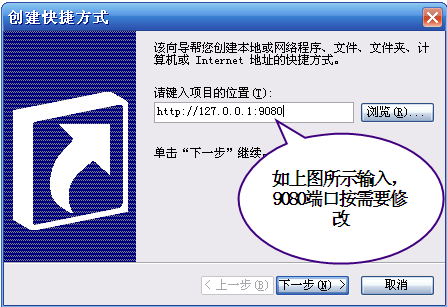 创建快捷方式
该向导帮您创建本地或网络程序、文件、文件夹、计
算机或 Internet 地址的快捷方式。
请键入项目的位置(T):
http://127.0.0.1:9080
浏览(R)...
单击“下一步”继续。
如上图所示输入，
9080端口按需要修
改
< 上一步(B)
下一步(N) >
取消